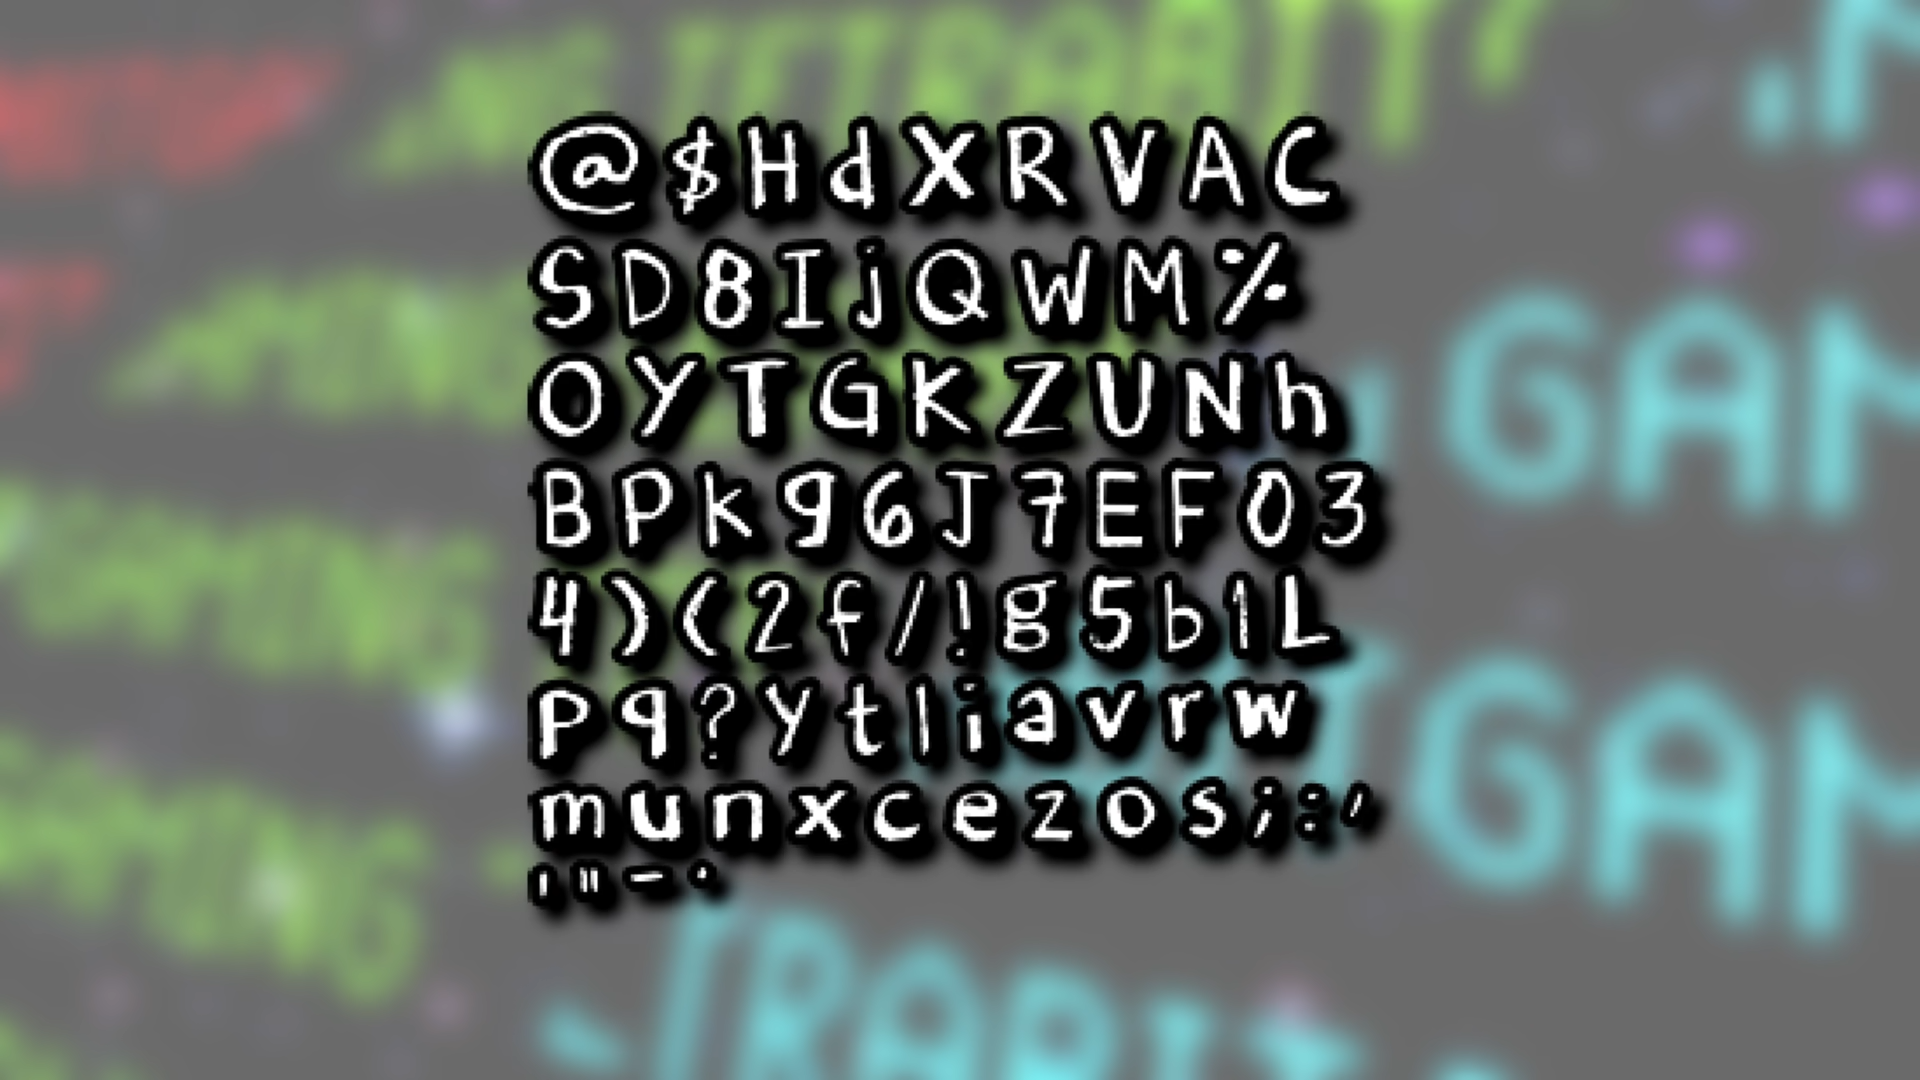 @$HdXRVAC
SD8IjQWM%
OYTGKZUNh
BPk96J7EF03
4)(2f/!g5b1L
pq?ytliavrw
munxcezos;:,
'"-.